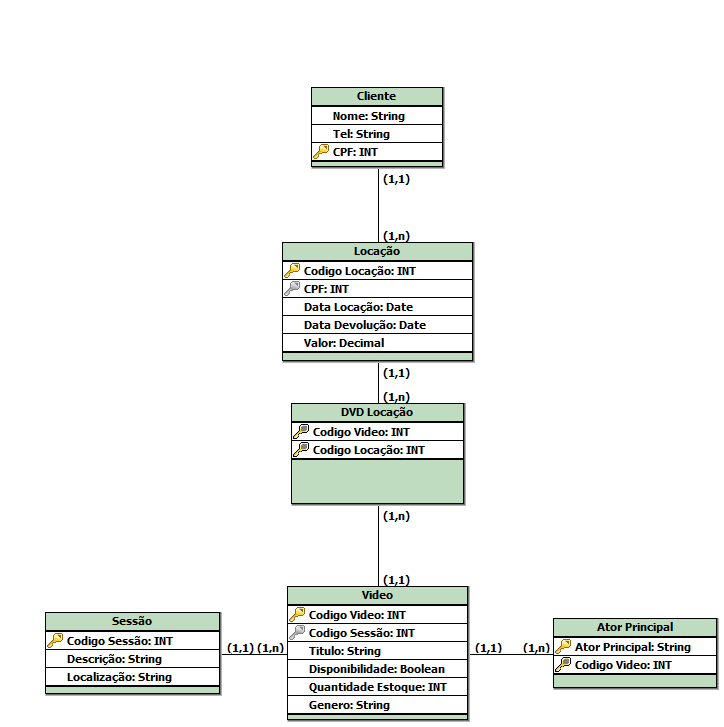 Cliente
Nome: String
Tel: String
CPF: INT
(1,1)
(1,n)
Locação
Codigo Locação: INT
CPF: INT
Data Locação: Date
Data Devolução: Date
Valor: Decimal
(1,1)
(1,n)
DVD Locação
Codigo Video: INT
Codigo Locação: INT
(1,n)
(1,1)
Video
Codigo Video: INT
Codigo Sessão: INT
Titulo: String
Disponibilidade: Boolean
Quantidade Estoque: INT
Genero: String
Sessão
Codigo Sessão: INT
Descrição: String
Localização: String
(1,1) (1,n)
(1,1) (1,n)
Ator Principal
Ator Principal: String
Codigo Video: INT